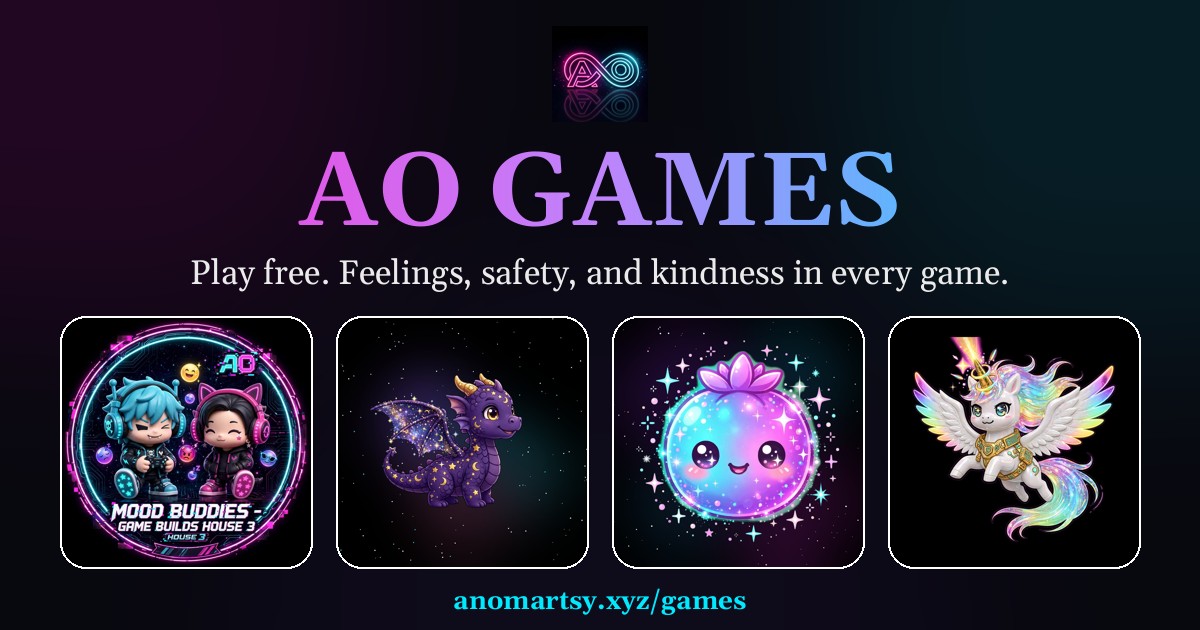 AO
AO GAMES
Play free. Feelings, safety, and kindness in every game.
AO
MOOD BUDDIES -
GAME BUILDS HOUSE 3
HOUSE 3
anomartsy.xyz/games